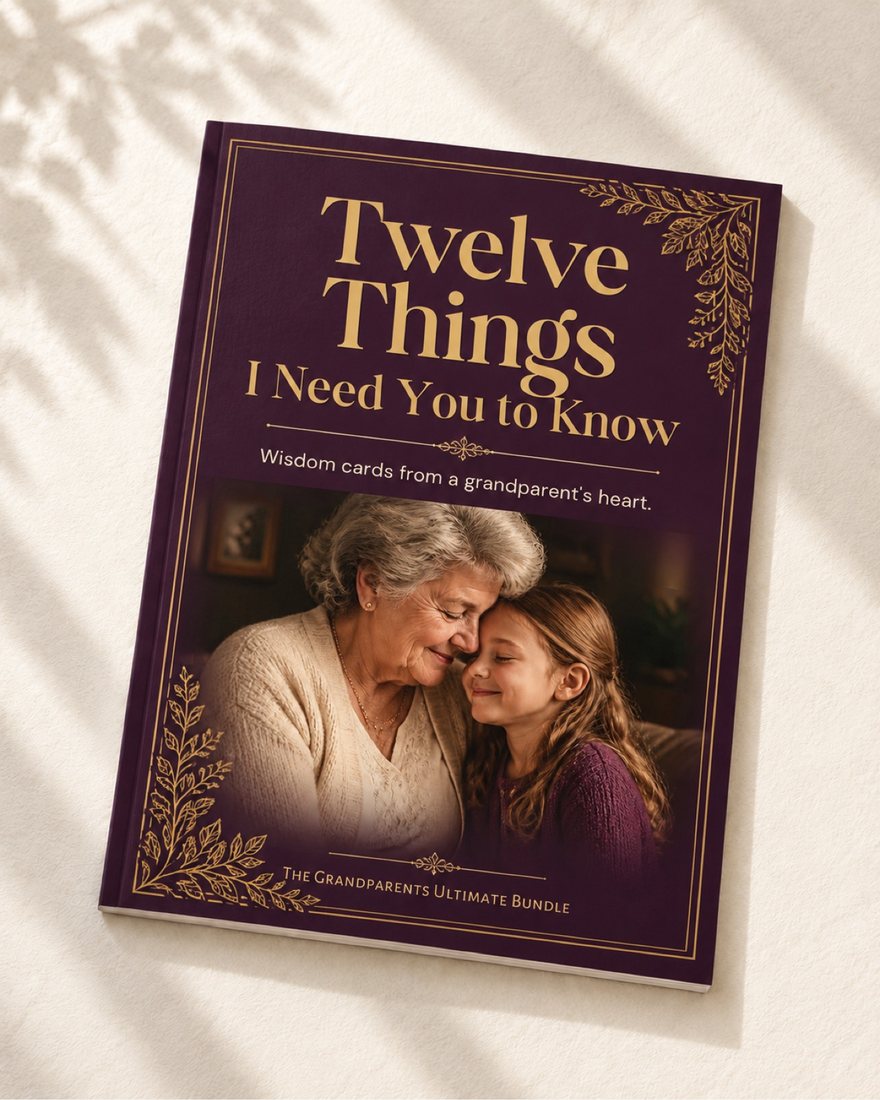 Twelve
Things
I Need You to Know
Wisdom cards from a grandparent's heart.
The Grandparents Ultimate Bundle